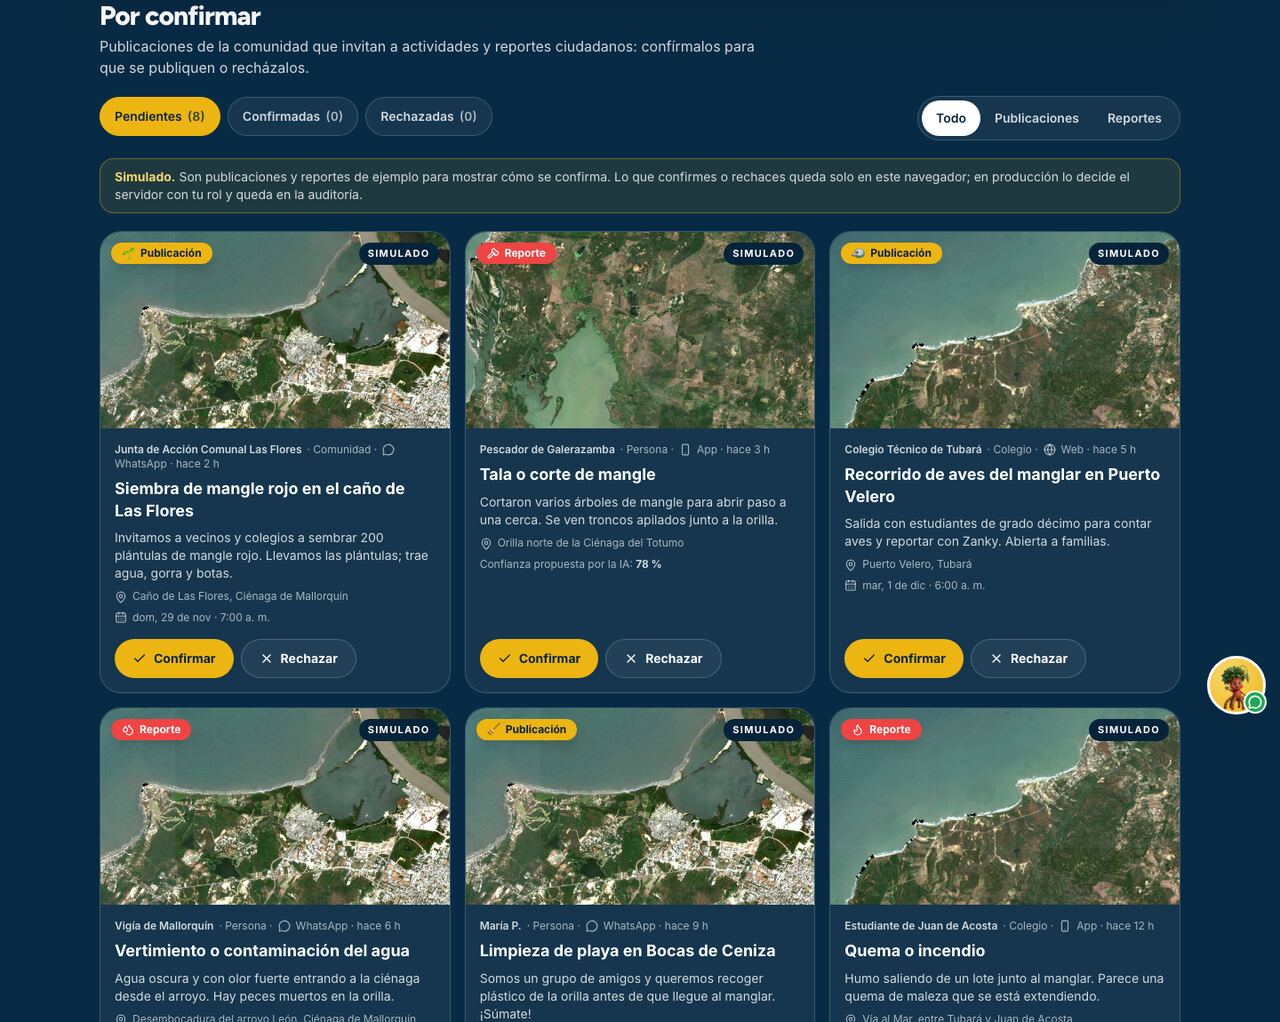 Por confirmar
Publicaciones de la comunidad que invitan a actividades y reportes ciudadanos: confírmalos para
que se publiquen o recházalos.
Pendientes (8)
Confirmadas (0)
Rechazadas (0)
Todo
Publicaciones
Reportes
Simulado. Son publicaciones y reportes de ejemplo para mostrar cómo se confirma. Lo que confirmes o rechaces queda solo en este navegador; en producción lo decide el
servidor con tu rol y queda en la auditoría.
Publicación
SIMULADO
Junta de Acción Comunal Las Flores · Comunidad ·
WhatsApp · hace 2 h
Siembra de mangle rojo en el caño de
Las Flores
Invitamos a vecinos y colegios a sembrar 200
plántulas de mangle rojo. Llevamos las plántulas; trae
agua, gorra y botas.
Caño de Las Flores, Ciénaga de Mallorquín
dom, 29 de nov · 7:00 a. m.
Confirmar
Rechazar
Reporte
SIMULADO
Pescador de Galerazamba · Persona · App · hace 3 h
Tala o corte de mangle
Cortaron varios árboles de mangle para abrir paso a
una cerca. Se ven troncos apilados junto a la orilla.
Orilla norte de la Ciénaga del Totumo
Confianza propuesta por la IA: 78 %
Confirmar
Rechazar
Publicación
SIMULADO
Colegio Técnico de Tubará · Colegio · Web · hace 5 h
Recorrido de aves del manglar en Puerto
Velero
Salida con estudiantes de grado décimo para contar
aves y reportar con Zanky. Abierta a familias.
Puerto Velero, Tubará
mar, 1 de dic · 6:00 a. m.
Confirmar
Rechazar
Reporte
SIMULADO
Vigía de Mallorquín · Persona · WhatsApp · hace 6 h
Vertimiento o contaminación del agua
Agua oscura y con olor fuerte entrando a la ciénaga
desde el arroyo. Hay peces muertos en la orilla.
Desembocadura del arroyo León, Ciénaga de Mallorquín
Publicación
SIMULADO
María P. · Persona · WhatsApp · hace 9 h
Limpieza de playa en Bocas de Ceniza
Somos un grupo de amigos y queremos recoger
plástico de la orilla antes de que llegue al manglar.
¡Súmate!
Reporte
SIMULADO
Estudiante de Juan de Acosta · Colegio · App · hace 12 h
Quema o incendio
Humo saliendo de un lote junto al manglar. Parece una
quema de maleza que se está extendiendo.
Vía al Mar, entre Tubará y Juan de Acosta